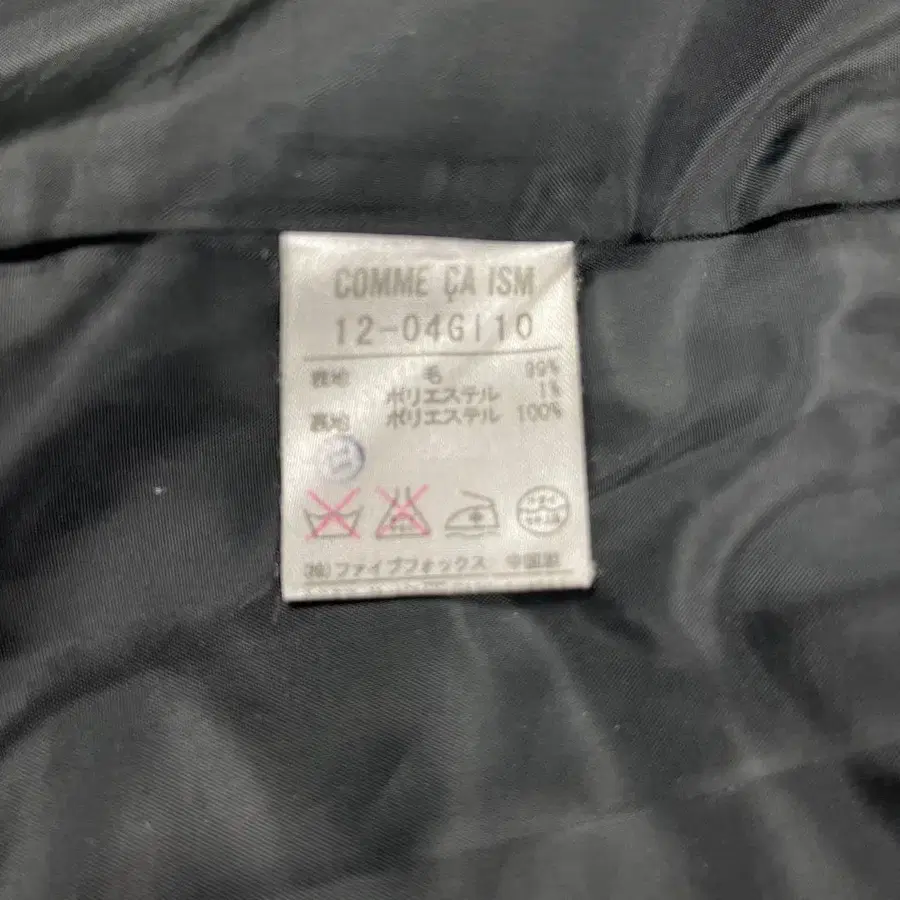 COMME ÇA ISM
12-04GI10
表地 毛 99%
ポリエステル 1%
裏地 ポリエステル 100%
(株)ファイブフォックス 中国製